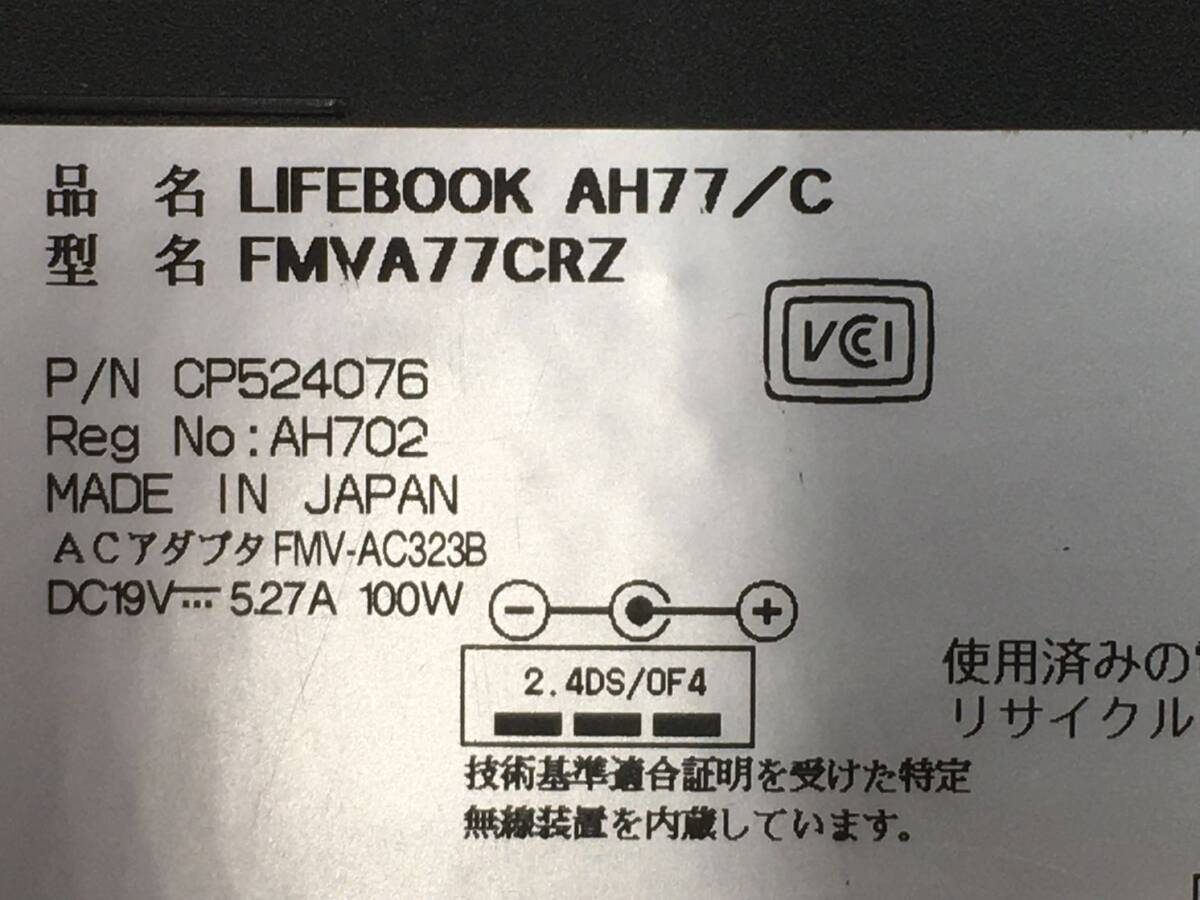 品 名 LIFEBOOK AH77/C
型 名 FMVA77CRZ
VCCI
P/N CP524076
Reg No:AH702
MADE IN JAPAN
ACアダプタ FMV-AC323B
DC19V⎓ 5.27A 100W
2.4DS/OF4
使用済みの
リサイクル
技術基準適合証明を受けた特定
無線装置を内蔵しています。